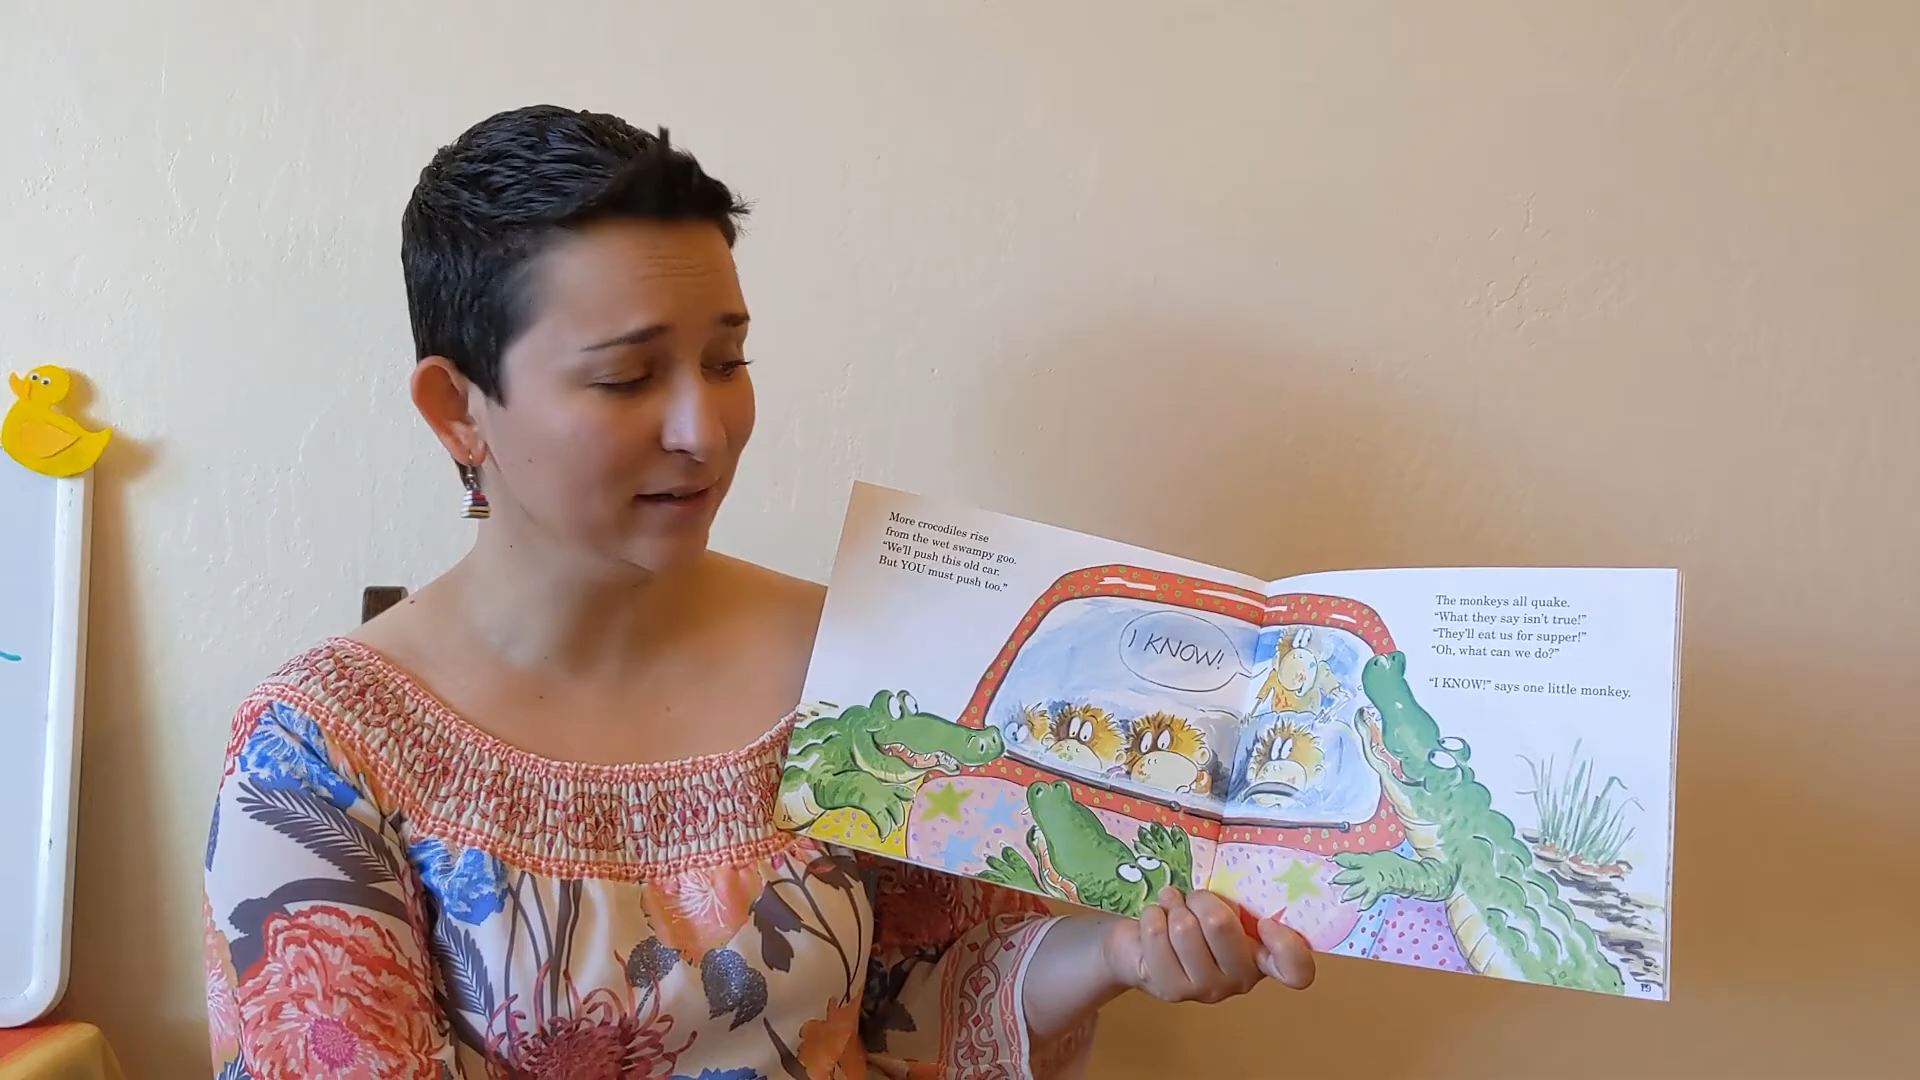 More crocodiles rise
from the wet swampy goo.
“We’ll push this old car.
But YOU must push too.”
I KNOW!
18
The monkeys all quake.
“What they say isn’t true!”
“They’ll eat us for supper!”
“Oh, what can we do?”
“I KNOW!” says one little monkey.
19